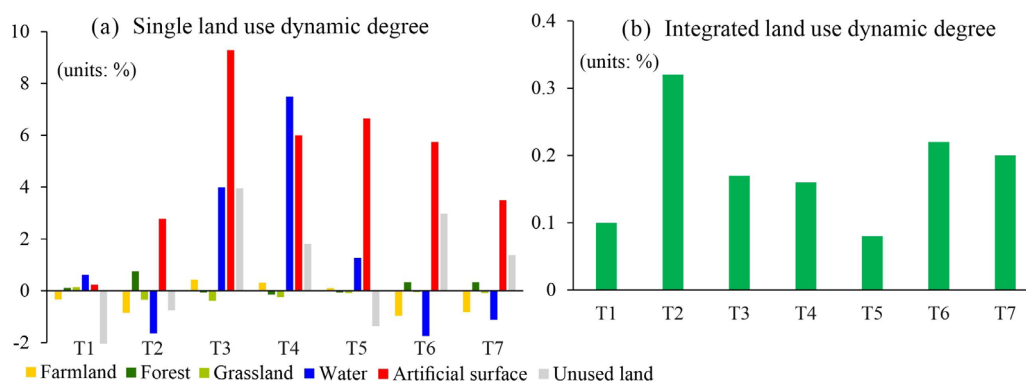 (a) Single land use dynamic degree
(units: %)
10
8
6
4
2
0
-2
T1 T2 T3 T4 T5 T6 T7
Farmland Forest Grassland Water Artificial surface Unused land
(b) Integrated land use dynamic degree
(units: %)
0.4
0.3
0.2
0.1
0
T1 T2 T3 T4 T5 T6 T7